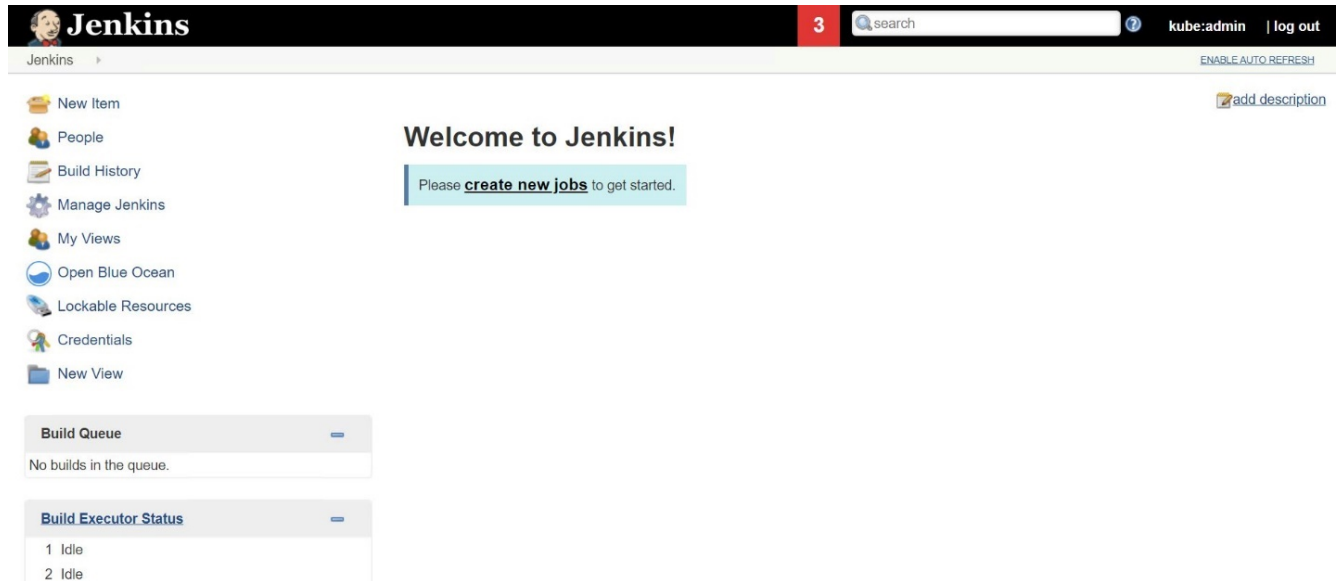 Jenkins
3
search
kube:admin | log out
Jenkins
ENABLE AUTO REFRESH
New Item
People
Build History
Manage Jenkins
My Views
Open Blue Ocean
Lockable Resources
Credentials
New View
add description
Welcome to Jenkins!
Please create new jobs to get started.
Build Queue
No builds in the queue.
Build Executor Status
1 Idle
2 Idle